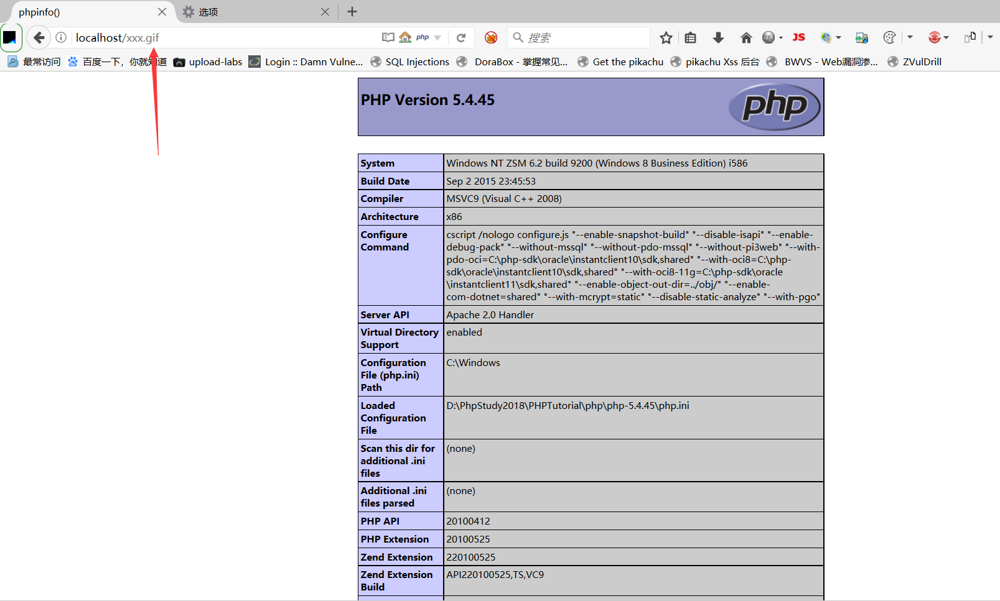 phpinfo()
选项
localhost/xxx.gif
php
搜索
JS
最常访问
百度一下，你就知道
upload-labs
Login :: Damn Vulne...
SQL Injections
DoraBox - 掌握常见...
Get the pikachu
pikachu Xss 后台
BWVS - Web漏洞渗...
ZVulDrill
PHP Version 5.4.45
php
System
Windows NT ZSM 6.2 build 9200 (Windows 8 Business Edition) i586
Build Date
Sep 2 2015 23:45:53
Compiler
MSVC9 (Visual C++ 2008)
Architecture
x86
Configure
Command
cscript /nologo configure.js "--enable-snapshot-build" "--disable-isapi" "--enable-
debug-pack" "--without-mssql" "--without-pdo-mssql" "--without-pi3web" "--with-
pdo-oci=C:\php-sdk\oracle\instantclient10\sdk,shared" "--with-oci8=C:\php-
sdk\oracle\instantclient10\sdk,shared" "--with-oci8-11g=C:\php-sdk\oracle
\instantclient11\sdk,shared" "--enable-object-out-dir=../obj/" "--enable-
com-dotnet=shared" "--with-mcrypt=static" "--disable-static-analyze" "--with-pgo"
Server API
Apache 2.0 Handler
Virtual Directory
Support
enabled
Configuration
File (php.ini)
Path
C:\Windows
Loaded
Configuration
File
D:\PhpStudy2018\PHPTutorial\php\php-5.4.45\php.ini
Scan this dir for
additional .ini
files
(none)
Additional .ini
files parsed
(none)
PHP API
20100412
PHP Extension
20100525
Zend Extension
220100525
Zend Extension
Build
API220100525,TS,VC9